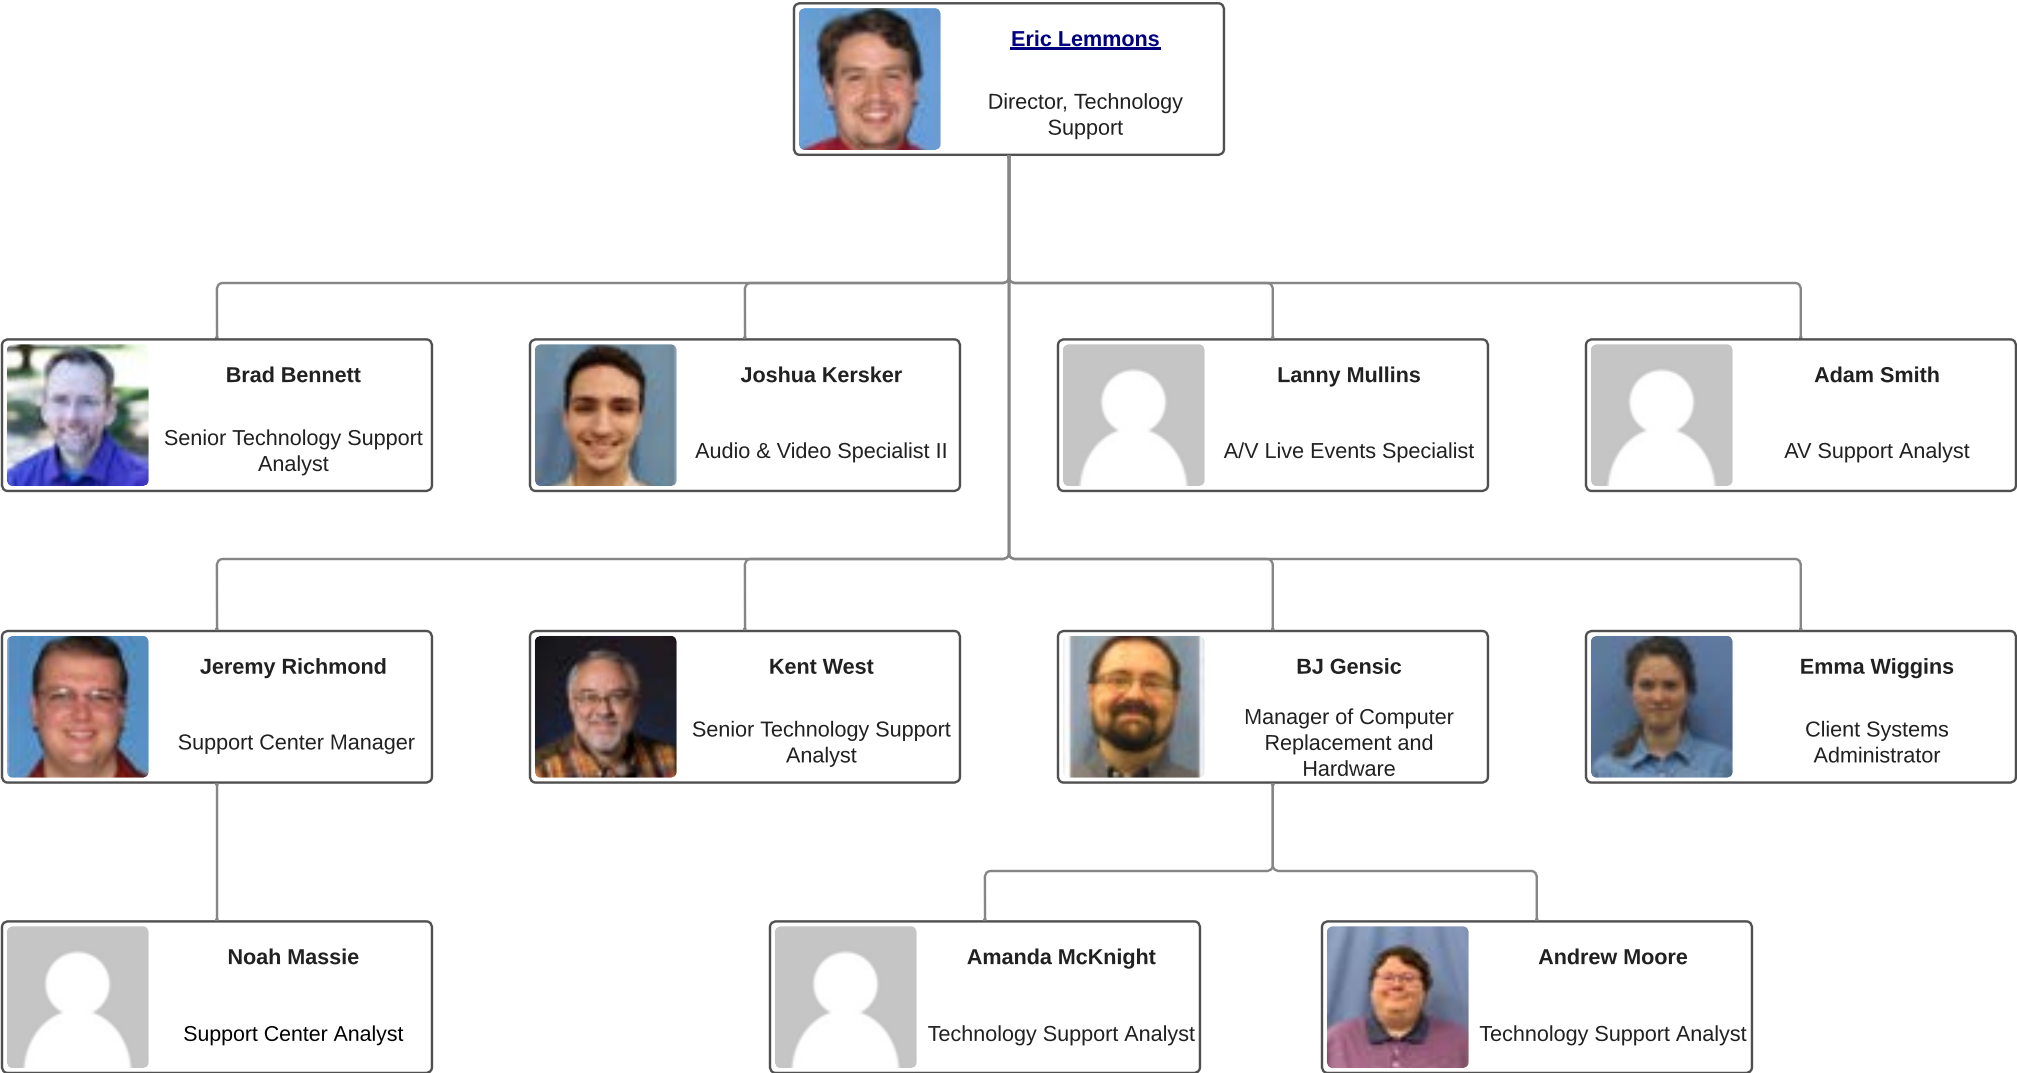 Eric Lemmons
Director, Technology
Support
Brad Bennett
Senior Technology Support
Analyst
Joshua Kersker
Audio & Video Specialist II
Lanny Mullins
A/V Live Events Specialist
Adam Smith
AV Support Analyst
Jeremy Richmond
Support Center Manager
Kent West
Senior Technology Support
Analyst
BJ Gensic
Manager of Computer
Replacement and
Hardware
Emma Wiggins
Client Systems
Administrator
Noah Massie
Support Center Analyst
Amanda McKnight
Technology Support Analyst
Andrew Moore
Technology Support Analyst